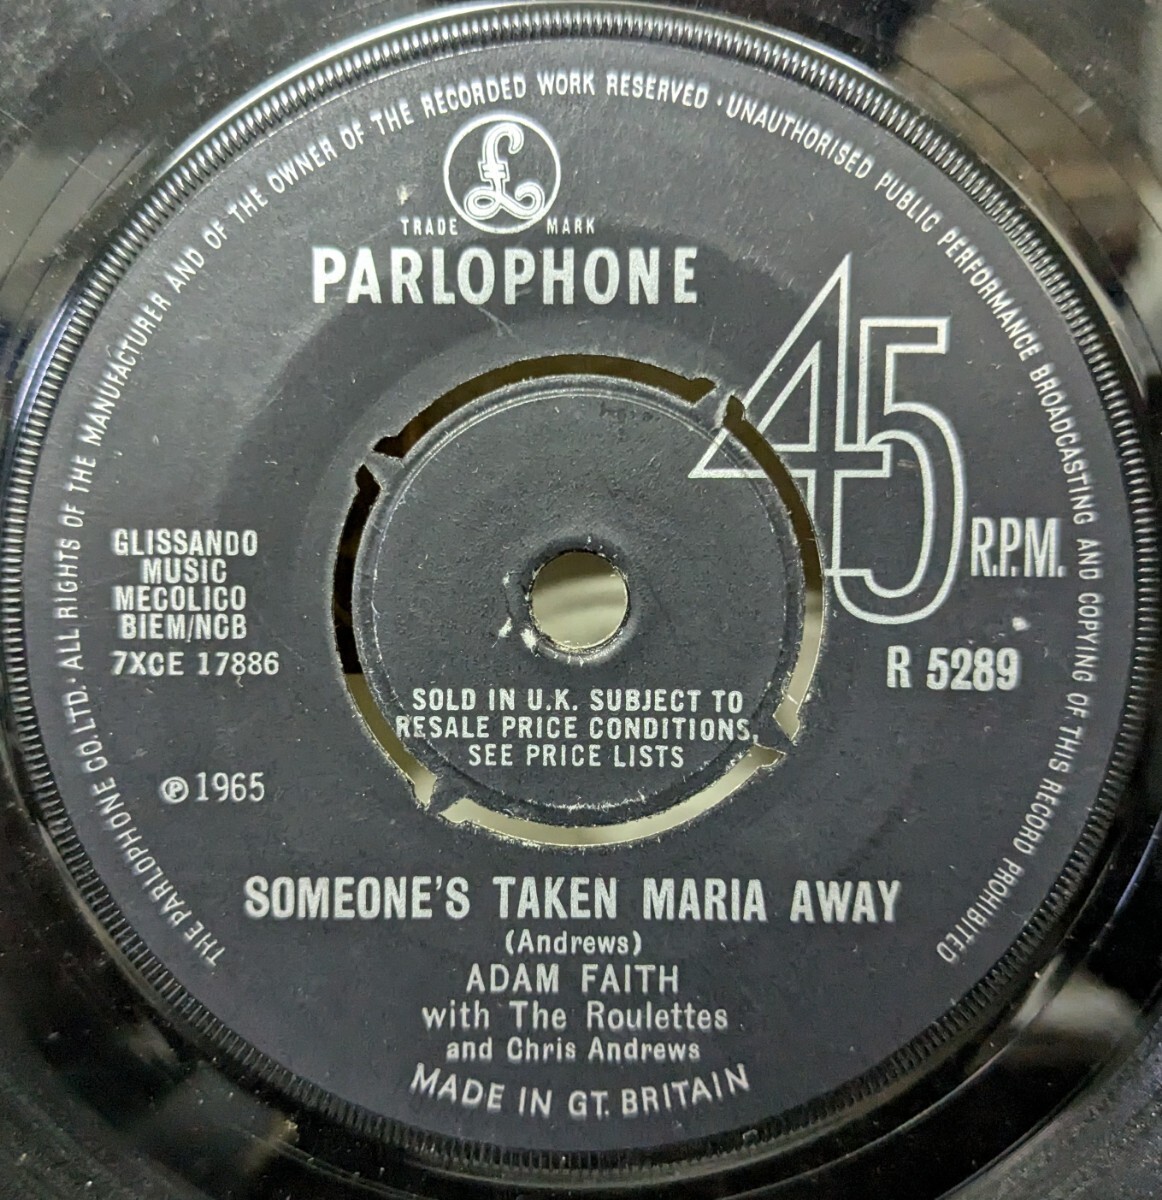 THE PARLOPHONE CO.LTD. · ALL RIGHTS OF THE MANUFACTURER AND OF THE OWNER OF THE RECORDED WORK RESERVED · UNAUTHORISED PUBLIC PERFORMANCE BROADCASTING AND COPYING OF THIS RECORD PROHIBITED
£
TRADE MARK
PARLOPHONE
45
R.P.M.
GLISSANDO
MUSIC
MECOLICO
BIEM/NCB
7XCE 17886
R 5289
SOLD IN U.K. SUBJECT TO
RESALE PRICE CONDITIONS,
SEE PRICE LISTS
℗ 1965
SOMEONE'S TAKEN MARIA AWAY
(Andrews)
ADAM FAITH
with The Roulettes
and Chris Andrews
MADE IN GT. BRITAIN